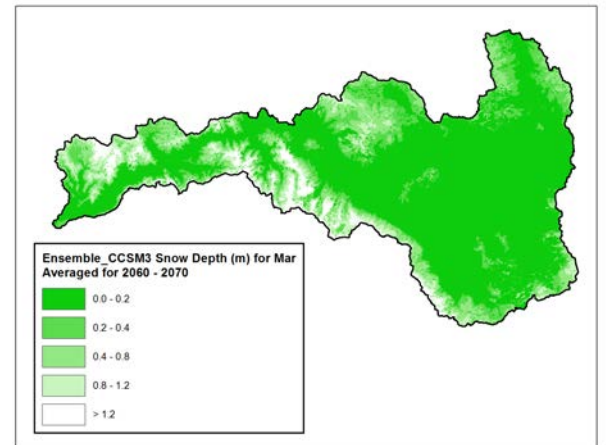 Ensemble_CCSM3 Snow Depth (m) for Mar
Averaged for 2060 - 2070
0.0 - 0.2
0.2 - 0.4
0.4 - 0.8
0.8 - 1.2
> 1.2